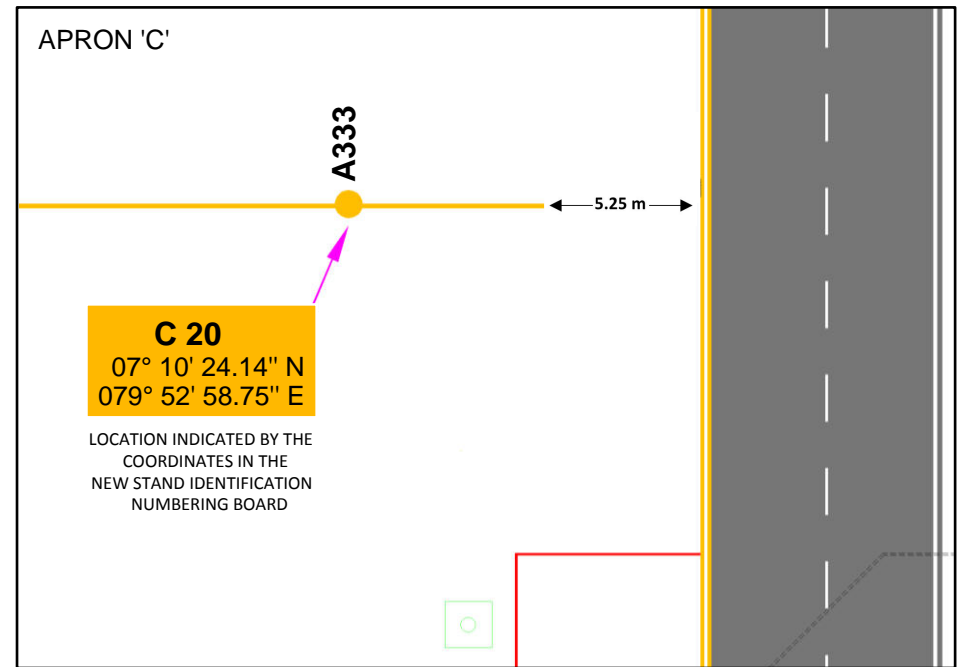 APRON 'C'
A333
5.25 m
C 20
07° 10' 24.14" N
079° 52' 58.75" E
LOCATION INDICATED BY THE
COORDINATES IN THE
NEW STAND IDENTIFICATION
NUMBERING BOARD